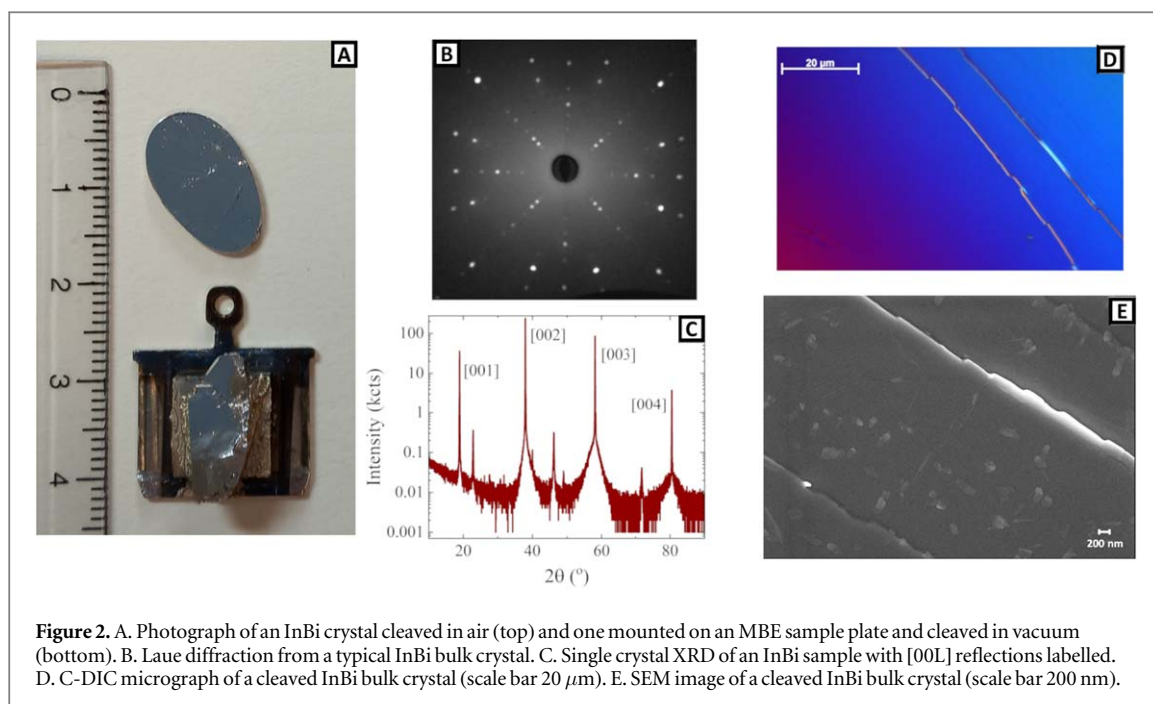 A
0
1
2
3
4
B
C
[001]
[002]
[003]
[004]
100
10
1
0.1
0.01
0.001
Intensity (kcts)
20 40 60 80
2θ (°)
D
20 µm
E
200 nm
Figure 2. A. Photograph of an InBi crystal cleaved in air (top) and one mounted on an MBE sample plate and cleaved in vacuum
(bottom). B. Laue diffraction from a typical InBi bulk crystal. C. Single crystal XRD of an InBi sample with [00L] reflections labelled.
D. C-DIC micrograph of a cleaved InBi bulk crystal (scale bar 20 µm). E. SEM image of a cleaved InBi bulk crystal (scale bar 200 nm).